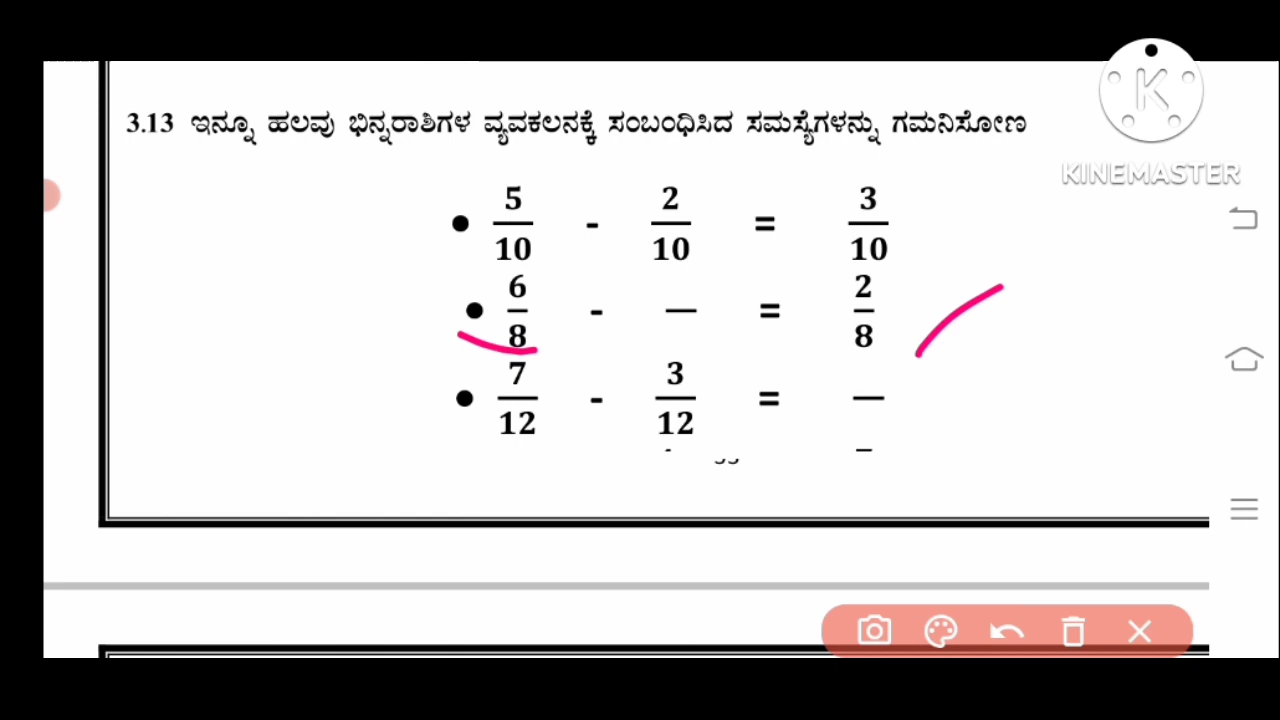 3.13 ಇನ್ನೂ ಹಲವು ಭಿನ್ನರಾಶಿಗಳ ವ್ಯವಕಲನಕ್ಕೆ ಸಂಬಂಧಿಸಿದ ಸಮಸ್ಯೆಗಳನ್ನು ಗಮನಿಸೋಣ
KINEMASTER
• 5/10 - 2/10 = 3/10
• 6/8 - — = 2/8
• 7/12 - 3/12 = —